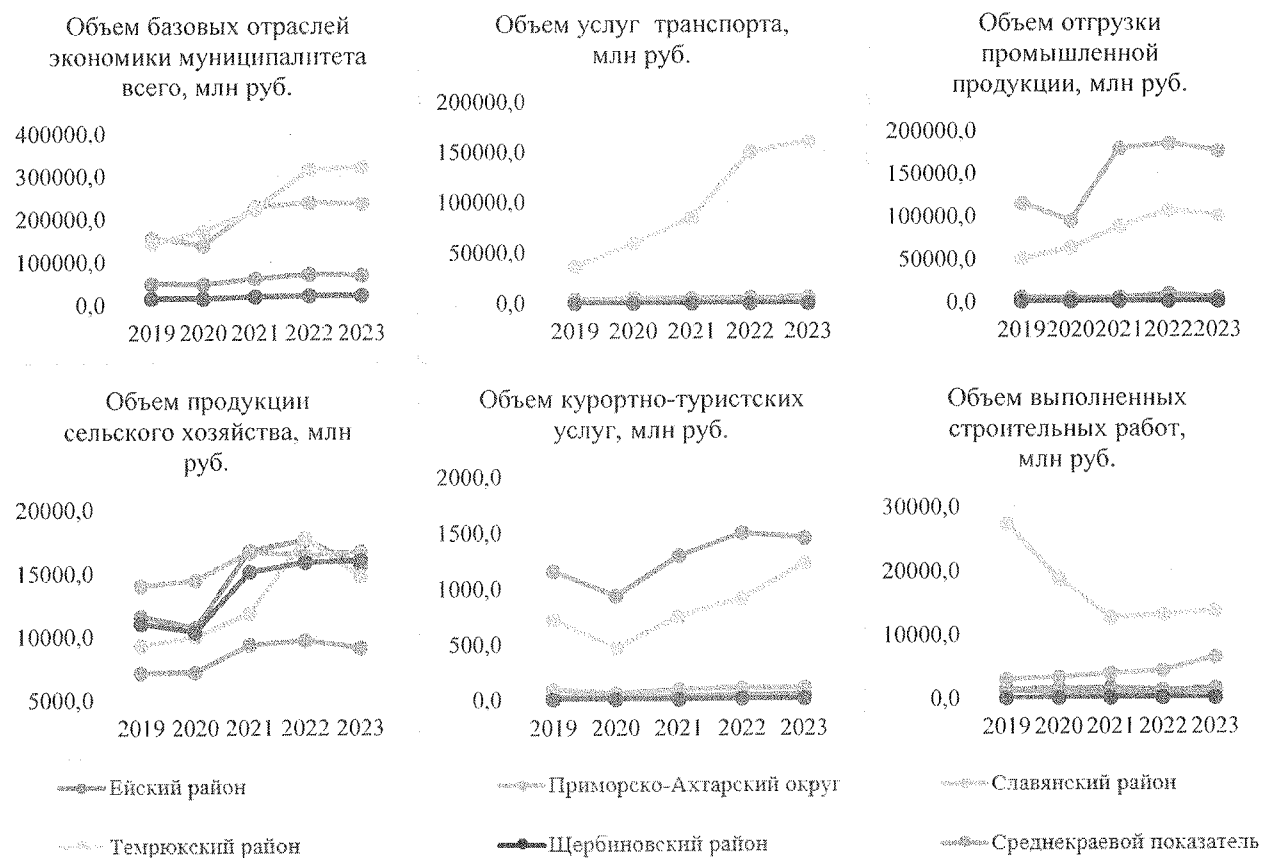 Объем базовых отраслей
экономики муниципалитета
всего, млн руб.
400000,0
300000,0
200000,0
100000,0
0,0
2019 2020 2021 2022 2023
Объем услуг транспорта,
млн руб.
200000,0
150000,0
100000,0
50000,0
0,0
2019 2020 2021 2022 2023
Объем отгрузки
промышленной
продукции, млн руб.
200000,0
150000,0
100000,0
50000,0
0,0
2019 2020 2021 2022 2023
Объем продукции
сельского хозяйства, млн
руб.
20000,0
15000,0
10000,0
5000,0
2019 2020 2021 2022 2023
Объем курортно-туристских
услуг, млн руб.
2000,0
1500,0
1000,0
500,0
0,0
2019 2020 2021 2022 2023
Объем выполненных
строительных работ,
млн руб.
30000,0
20000,0
10000,0
0,0
2019 2020 2021 2022 2023
Ейский район
Приморско-Ахтарский округ
Славянский район
Темрюкский район
Щербиновский район
Среднекраевой показатель